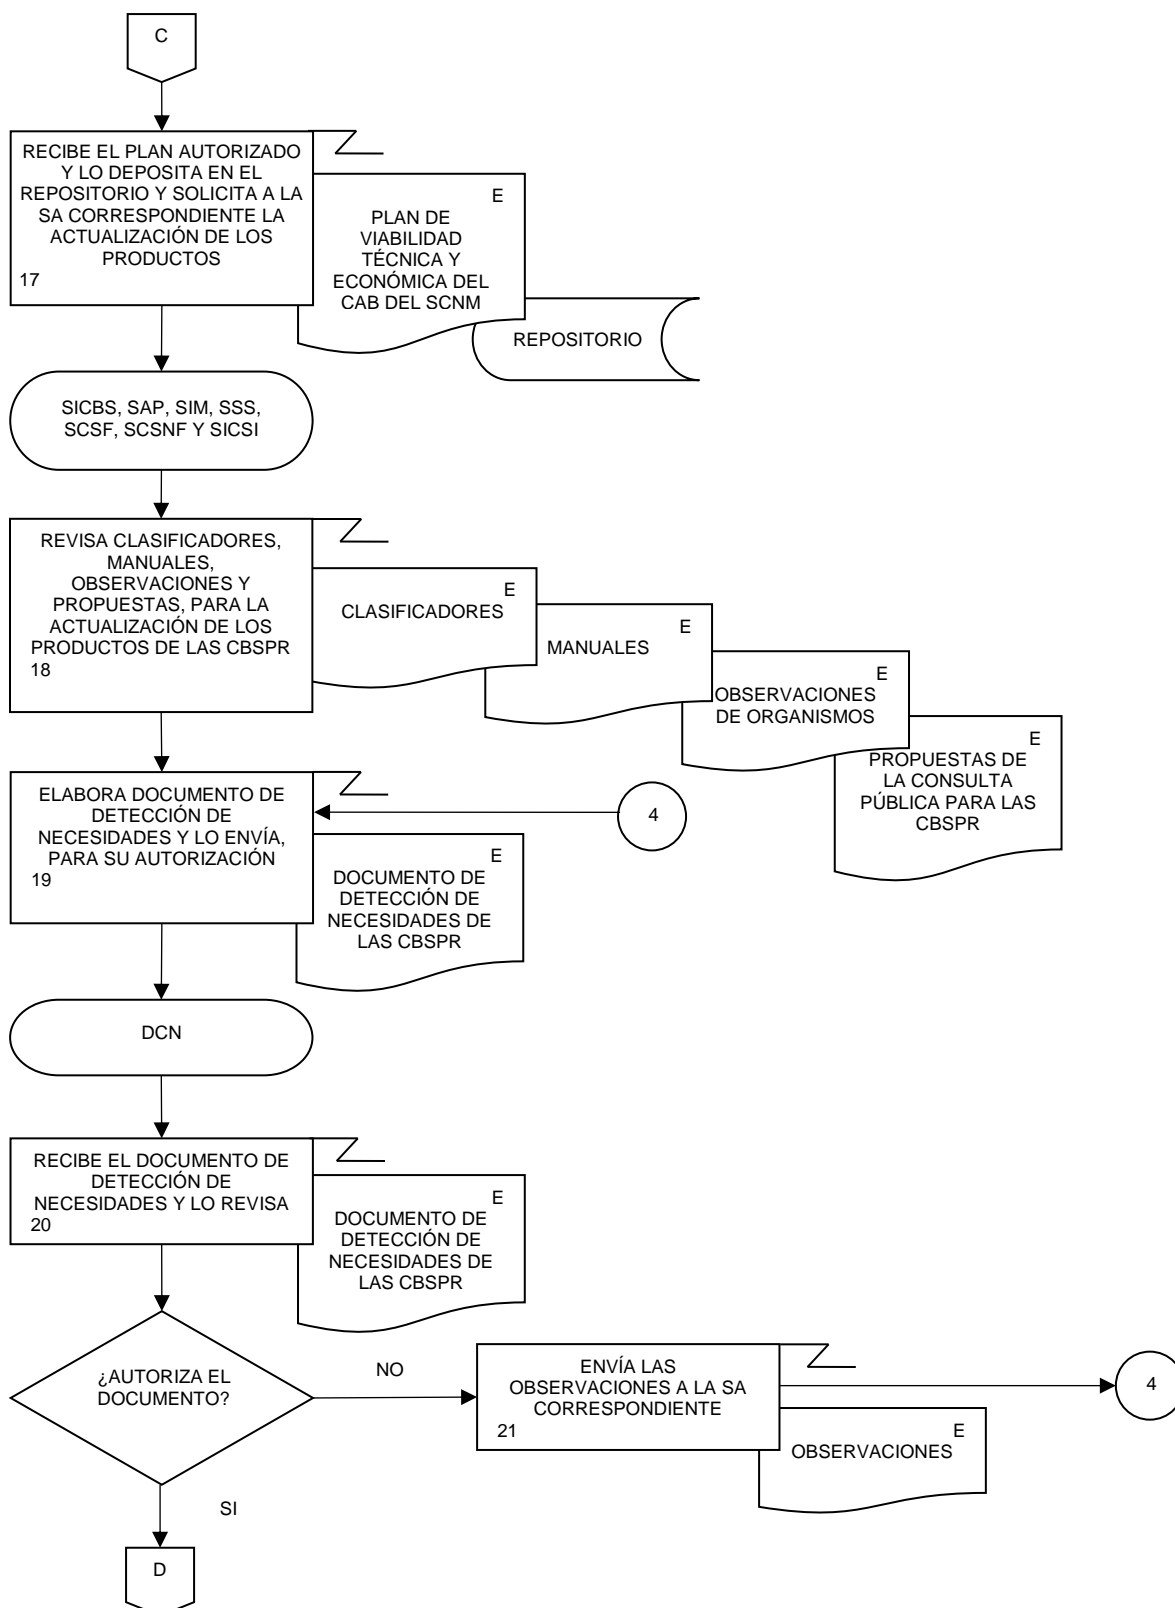 C
RECIBE EL PLAN AUTORIZADO
Y LO DEPOSITA EN EL
REPOSITORIO Y SOLICITA A LA
SA CORRESPONDIENTE LA
ACTUALIZACIÓN DE LOS
PRODUCTOS
17
E
PLAN DE
VIABILIDAD
TÉCNICA Y
ECONÓMICA DEL
CAB DEL SCNM
REPOSITORIO
SICBS, SAP, SIM, SSS,
SCSF, SCSNF Y SICSI
REVISA CLASIFICADORES,
MANUALES,
OBSERVACIONES Y
PROPUESTAS, PARA LA
ACTUALIZACIÓN DE LOS
PRODUCTOS DE LAS CBSPR
18
E
CLASIFICADORES
E
MANUALES
E
OBSERVACIONES
DE ORGANISMOS
E
PROPUESTAS DE
LA CONSULTA
PÚBLICA PARA LAS
CBSPR
ELABORA DOCUMENTO DE
DETECCIÓN DE
NECESIDADES Y LO ENVÍA,
PARA SU AUTORIZACIÓN
19
4
E
DOCUMENTO DE
DETECCIÓN DE
NECESIDADES DE
LAS CBSPR
DCN
RECIBE EL DOCUMENTO DE
DETECCIÓN DE
NECESIDADES Y LO REVISA
20
E
DOCUMENTO DE
DETECCIÓN DE
NECESIDADES DE
LAS CBSPR
¿AUTORIZA EL
DOCUMENTO?
NO
ENVÍA LAS
OBSERVACIONES A LA SA
CORRESPONDIENTE
21
4
E
OBSERVACIONES
SI
D